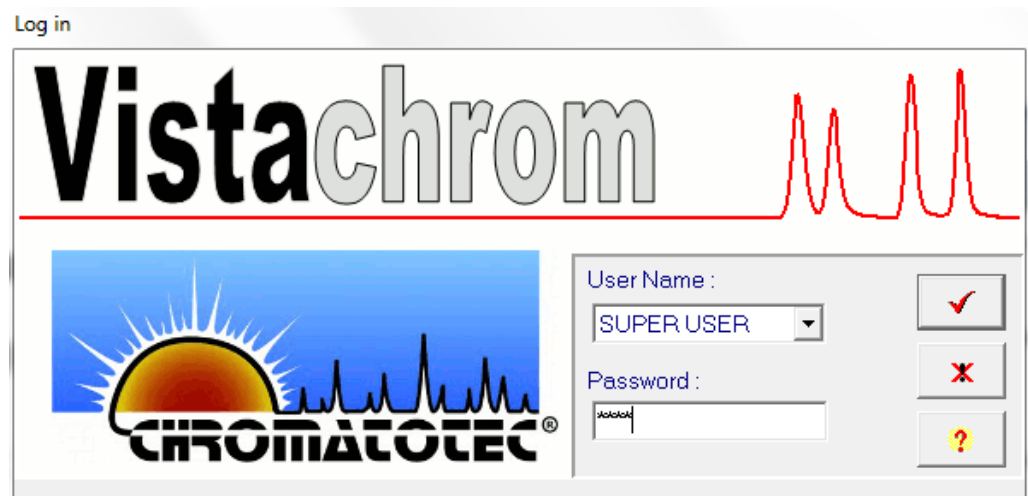 Log in
Vistachrom
User Name :
SUPER USER
Password :
****
?
CHROMATOTEC®